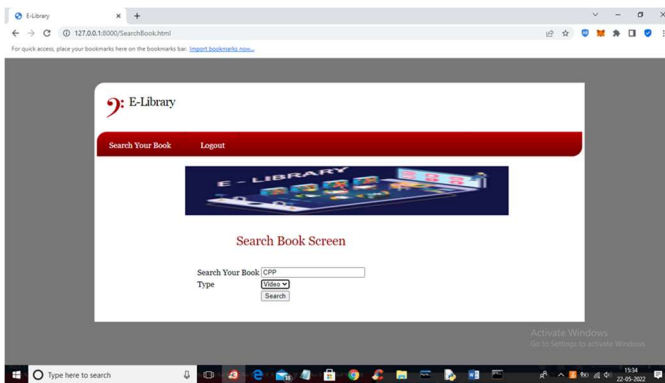 E-Library
127.0.0.1:8000/SearchBook.html
For quick access, place your bookmarks here on the bookmarks bar. Import bookmarks now...
E-Library
Search Your Book Logout
E - LIBRARY
Search Book Screen
Search Your Book CPP
Type Video
Search
Activate Windows
Go to Settings to activate Windows.
Type here to search
15:34
22-05-2022